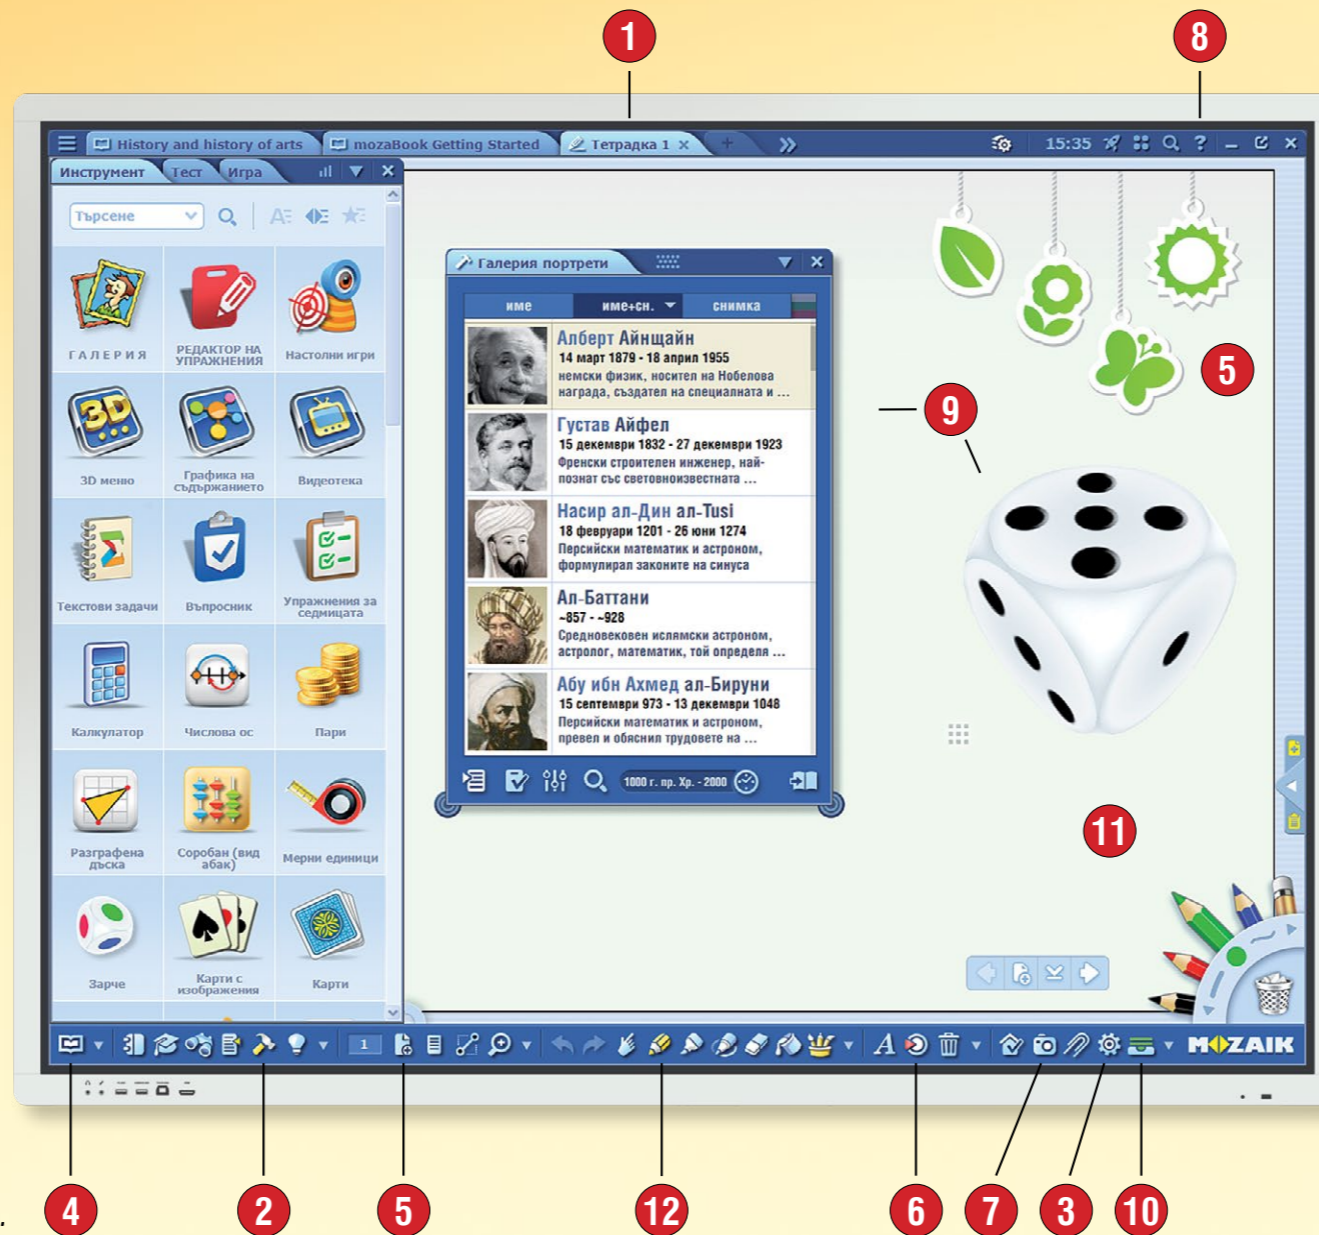 1
8
History and history of arts
mozaBook Getting Started
Тетрадка 1
15:35
Инструмент
Тест
Игра
Търсене
ГАЛЕРИЯ
РЕДАКТОР НА
УПРАЖНЕНИЯ
Настолни игри
3D
3D меню
Графика на
съдържанието
Видеотека
Текстови задачи
Въпросник
Упражнения за
седмицата
Калкулатор
Числова ос
Пари
Разграфена
дъска
Соробан (вид
абак)
Мерни единици
Зарче
Карти с
изображения
Карти
Галерия портрети
име
име+сн.
снимка
Алберт Айнщайн
14 март 1879 - 18 април 1955
немски физик, носител на Нобелова
награда, създател на специалната и ...
Густав Айфел
15 декември 1832 - 27 декември 1923
Френски строителен инженер, най-
познат със световноизвестната ...
Насир ал-Дин ал-Tusi
18 февруари 1201 - 26 юни 1274
Персийски математик и астроном,
формулирал законите на синуса
Ал-Баттани
~857 - ~928
Средновековен ислямски астроном,
астролог, математик, той определя ...
Абу ибн Ахмед ал-Бируни
15 септември 973 - 13 декември 1048
Персийски математик и астроном,
превел и обяснил трудовете на ...
1000 г. пр. Хр. - 2000
5
9
11
1
A
MOZAIK
4
2
5
12
6
7
3
10